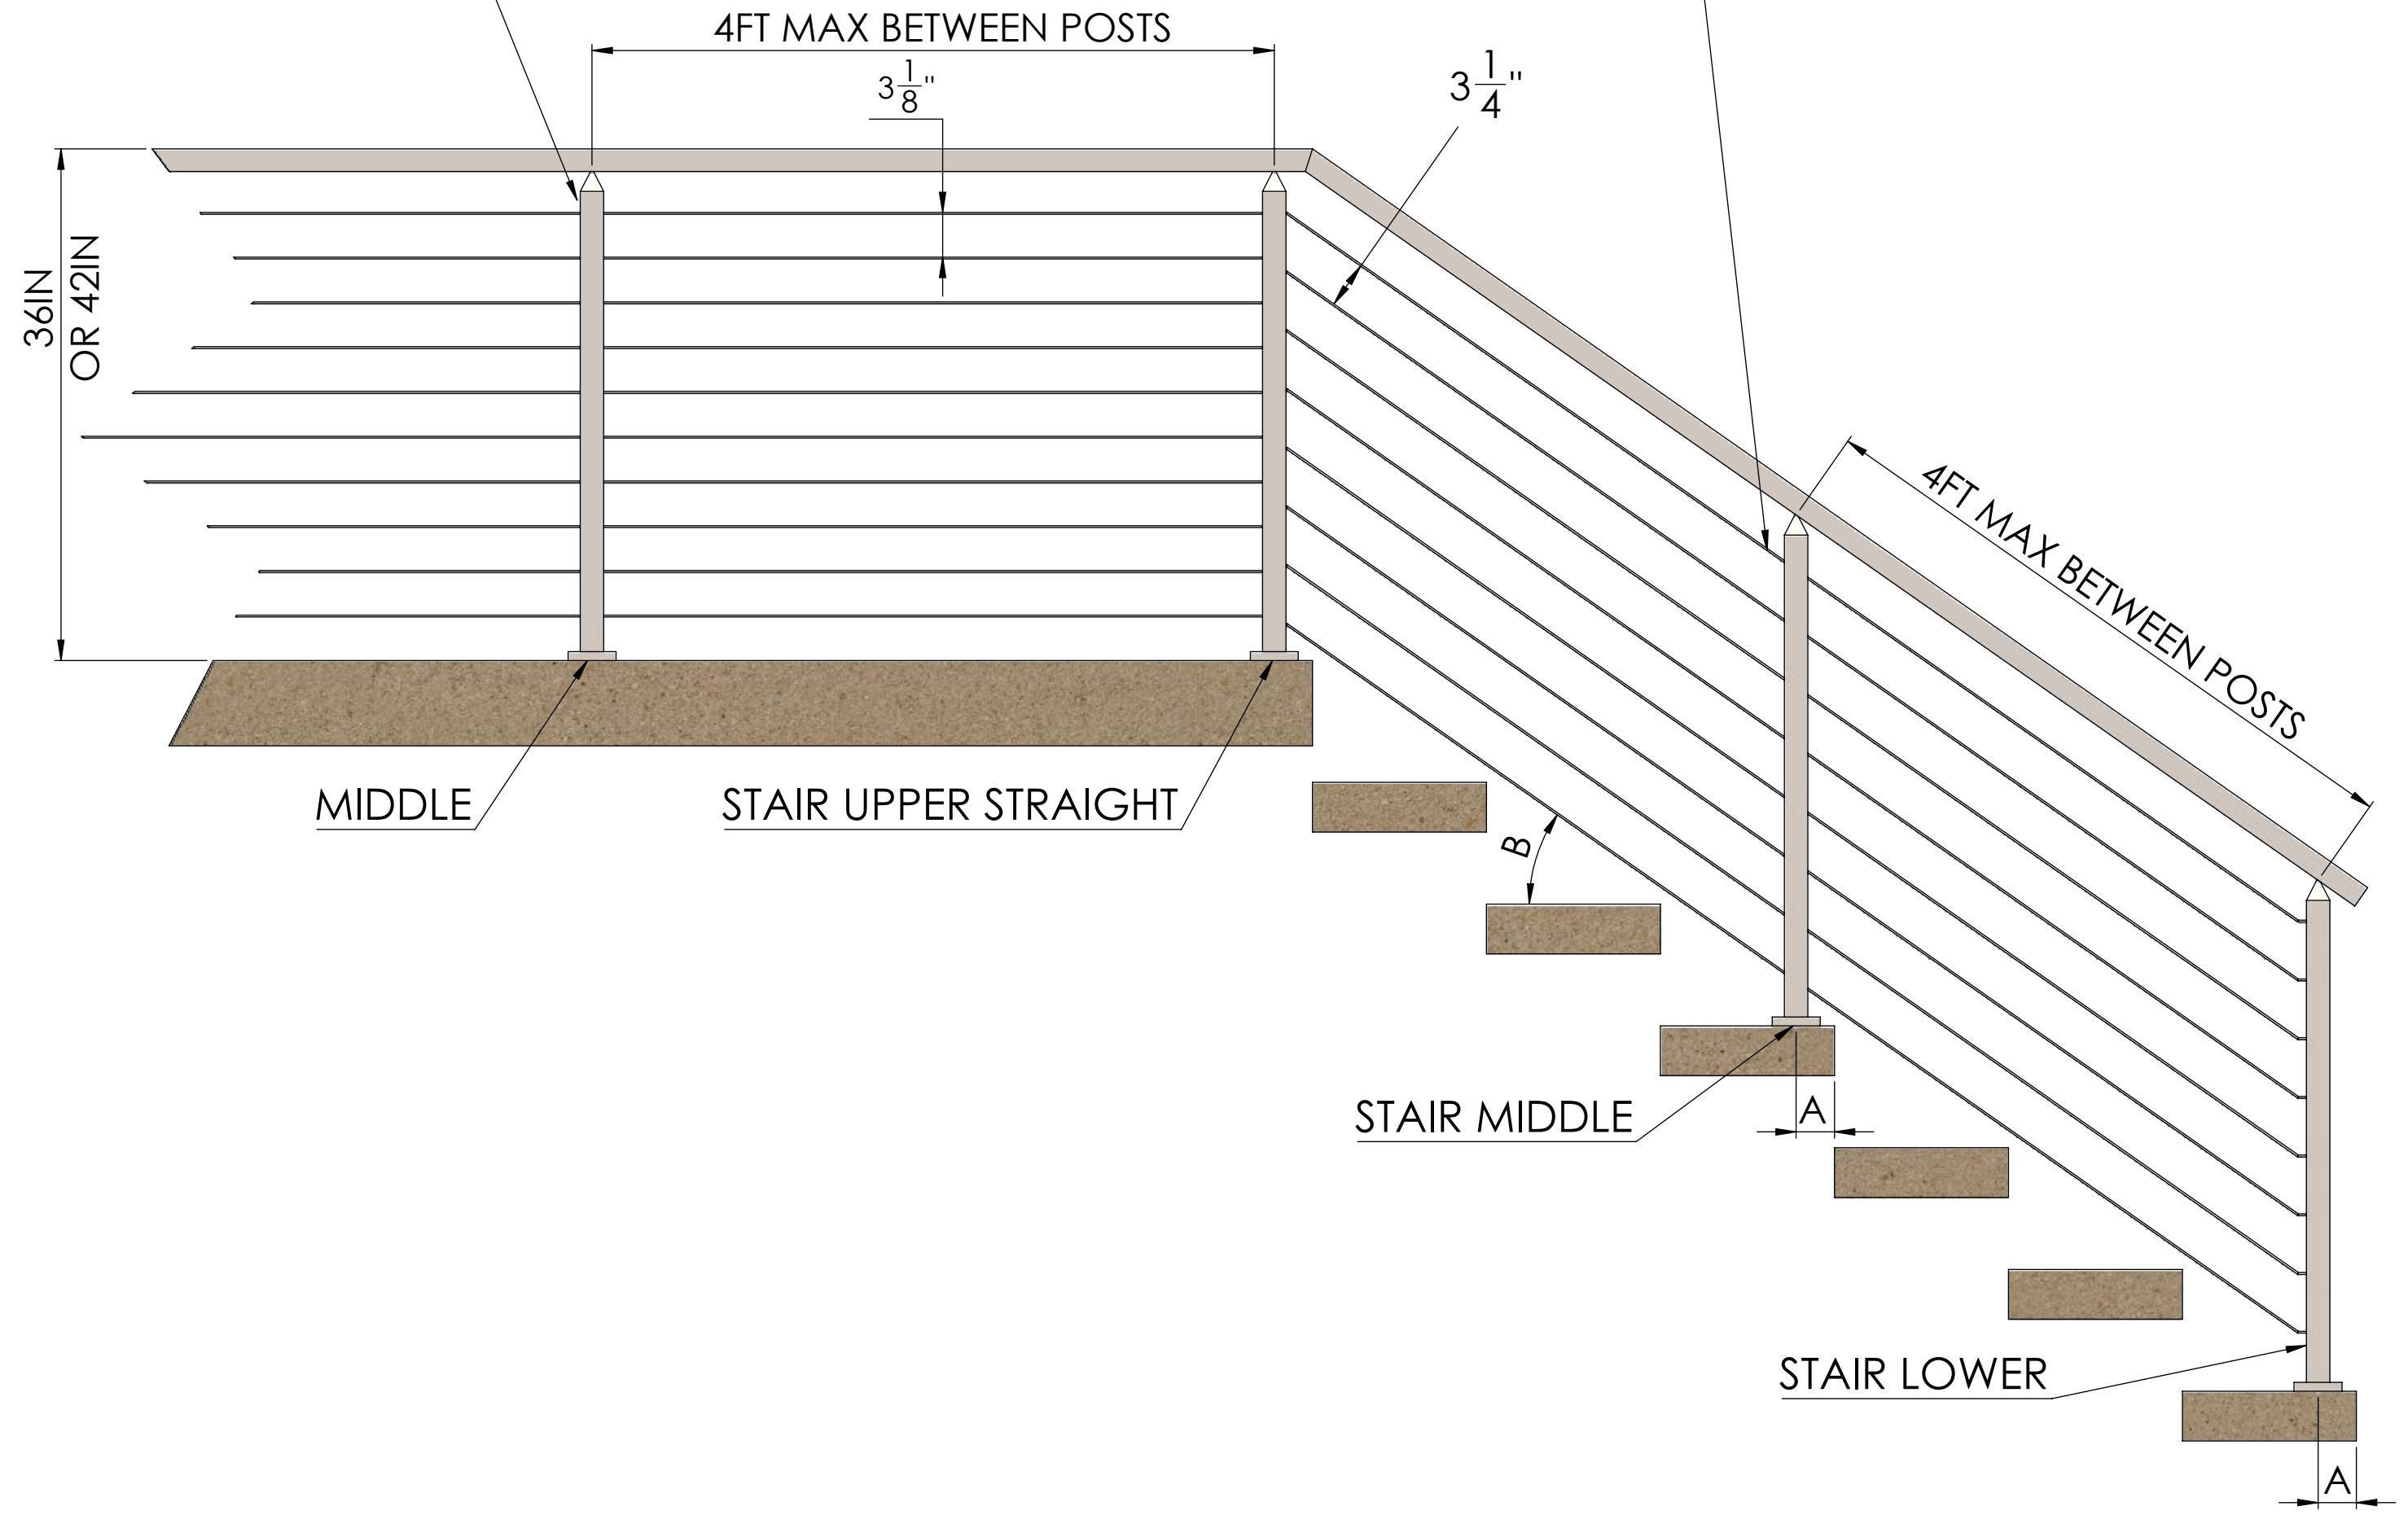 4FT MAX BETWEEN POSTS
3 1/8"
3 1/4"
36IN
OR 42IN
4FT MAX BETWEEN POSTS
MIDDLE
STAIR UPPER STRAIGHT
B
STAIR MIDDLE
A
STAIR LOWER
A